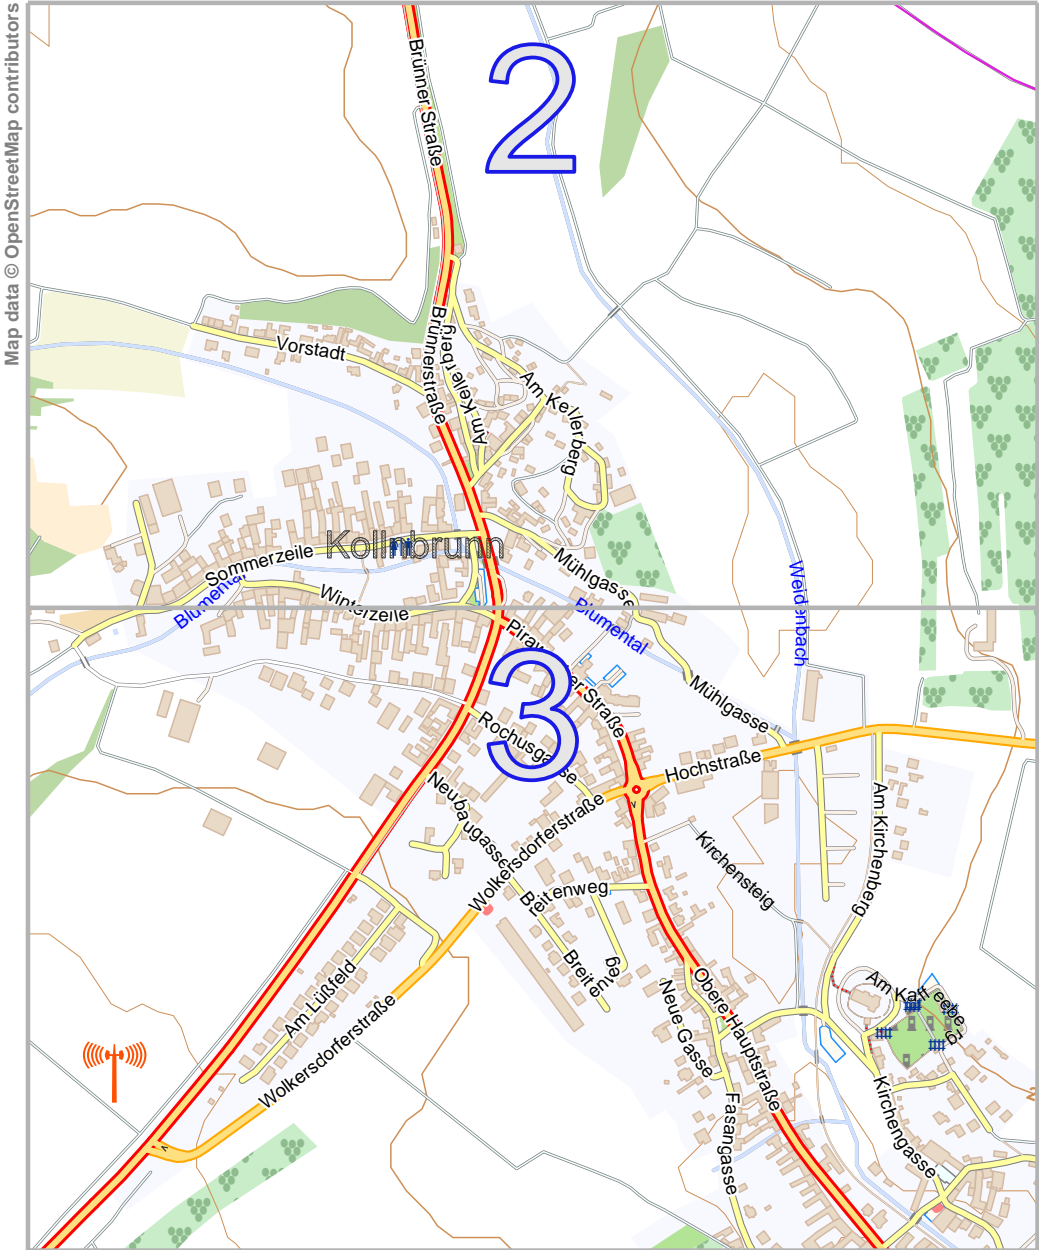 Map data © OpenStreetMap contributors
Brünner Straße
2
Vorstadt
Brünnerstraße
Am Kellerberg
Am Kellerberg
Kollnbrunn
Sommerzeile
Mühlgasse
Weidenbach
Blumental
Winterzeile
Blumental
3
Mühlgasse
Rochusgasse
Hochstraße
Neubaugasse
Wolkersdorferstraße
Kirchensteig
Am Kirchenberg
Breitenweg
Breitenweg
Am Lüßfeld
Neue Gasse
Obere Hauptstraße
Am Kaffeeberg
Wolkersdorferstraße
Kirchengasse
Fasangasse